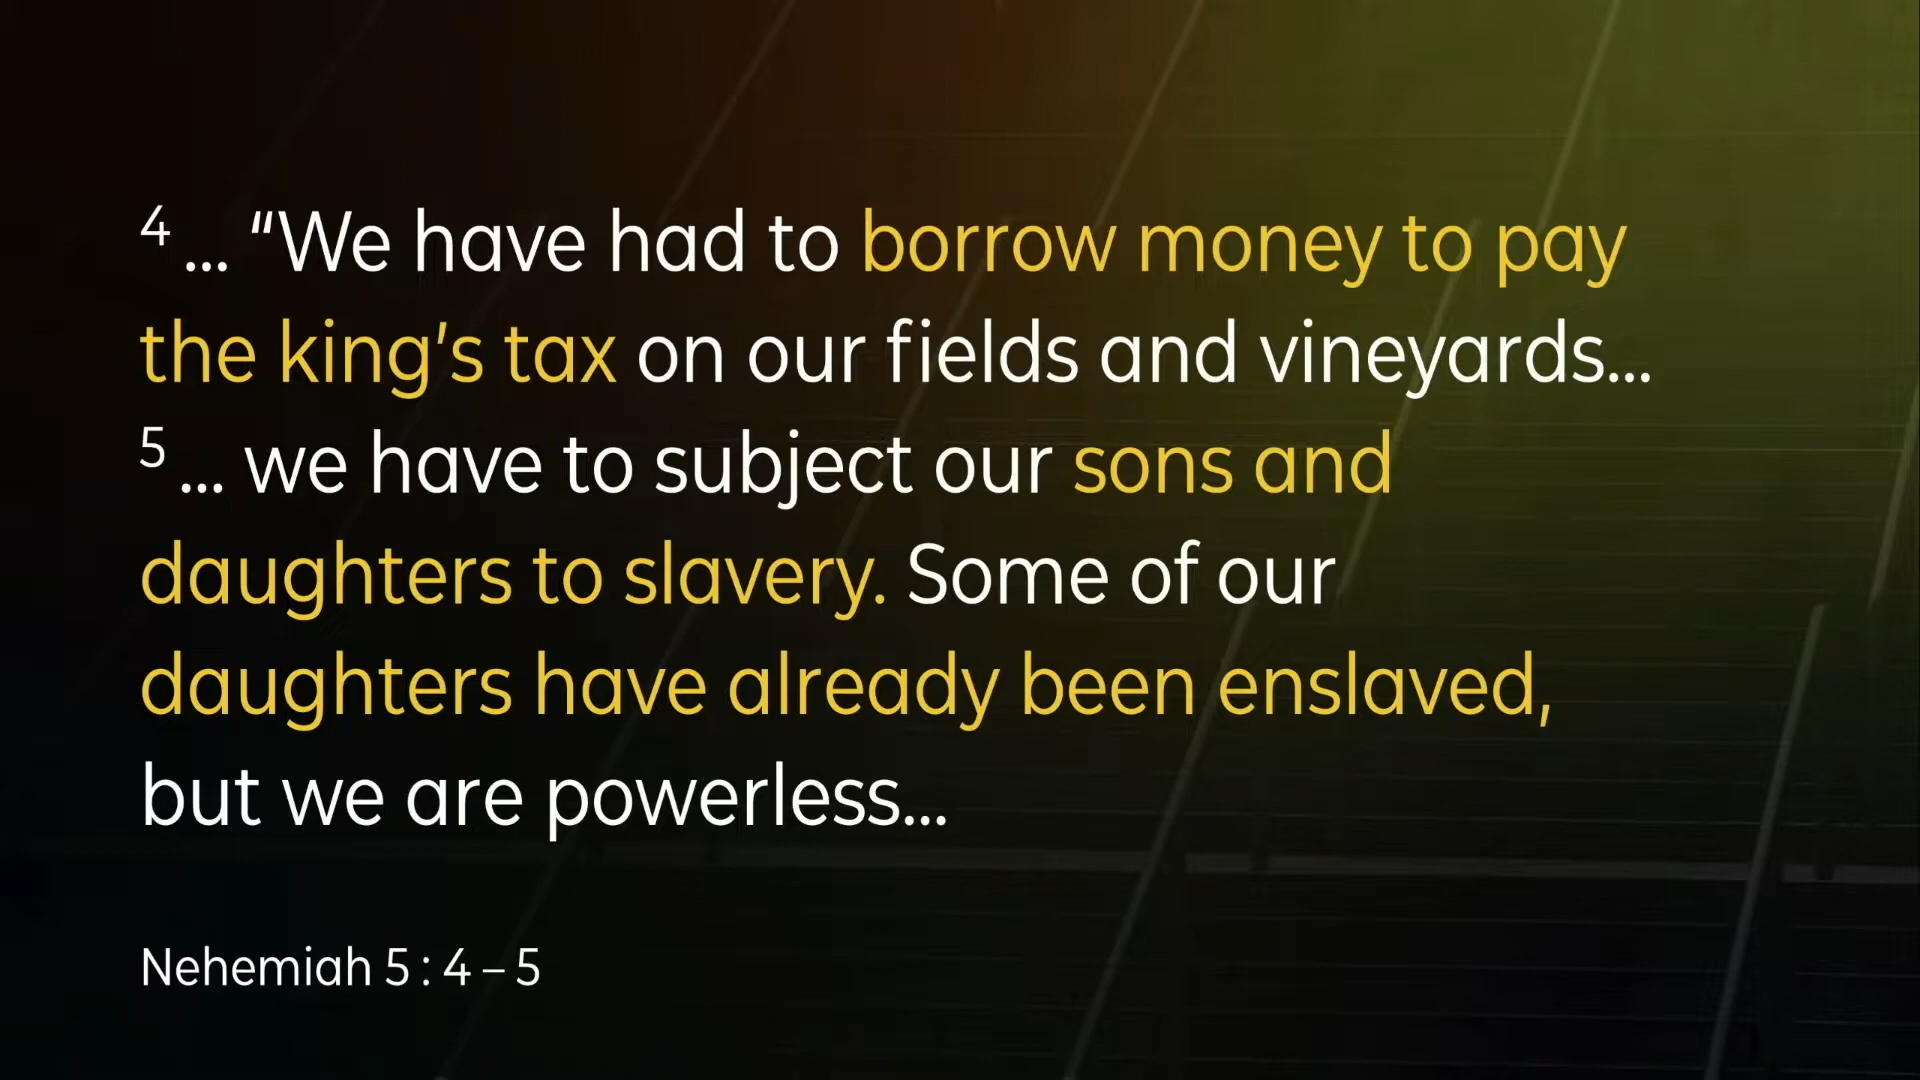 4 ... “We have had to borrow money to pay
the king’s tax on our fields and vineyards...
5 ... we have to subject our sons and
daughters to slavery. Some of our
daughters have already been enslaved,
but we are powerless...
Nehemiah 5 : 4 – 5